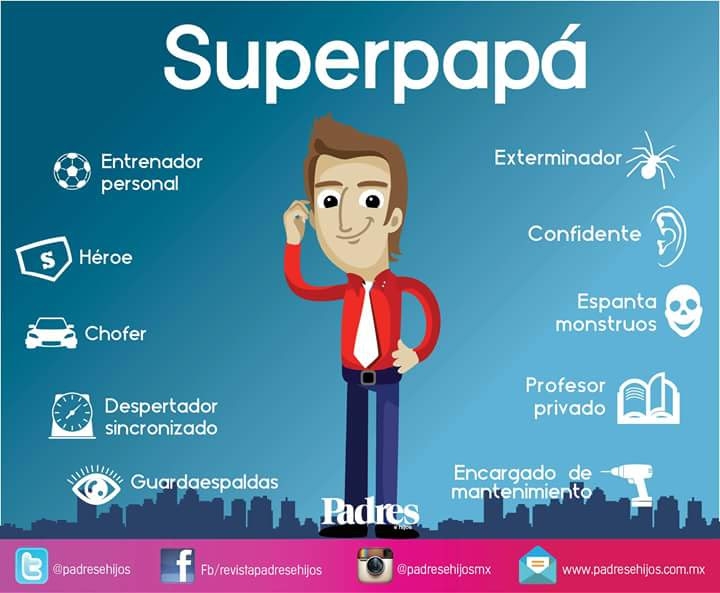 Superpapá
Entrenador
personal
Héroe
Chofer
Despertador
sincronizado
Guardaespaldas
Exterminador
Confidente
Espanta
monstruos
Profesor
privado
Encargado de
mantenimiento
S
Padres
e hijos
@padresehijos
Fb/revistapadresehijos
@padresehijosmx
www.padresehijos.com.mx